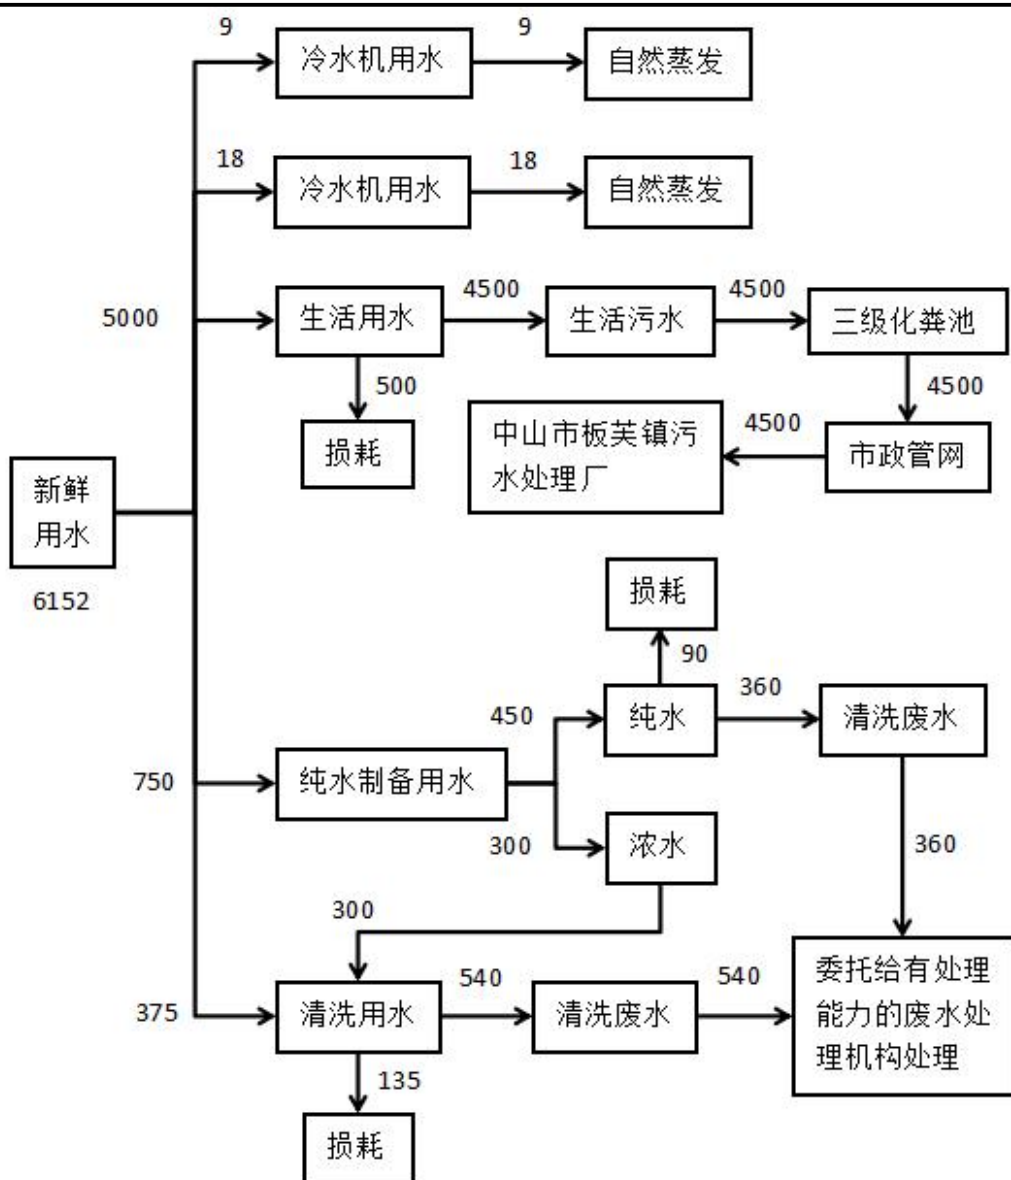 9
冷水机用水
9
自然蒸发
18
冷水机用水
18
自然蒸发
5000
生活用水
4500
生活污水
4500
三级化粪池
500
损耗
4500
市政管网
4500
中山市板芙镇污
水处理厂
新鲜
用水
6152
损耗
90
750
纯水制备用水
450
纯水
360
清洗废水
300
浓水
360
300
375
清洗用水
540
清洗废水
540
委托给有处理
能力的废水处
理机构处理
135
损耗